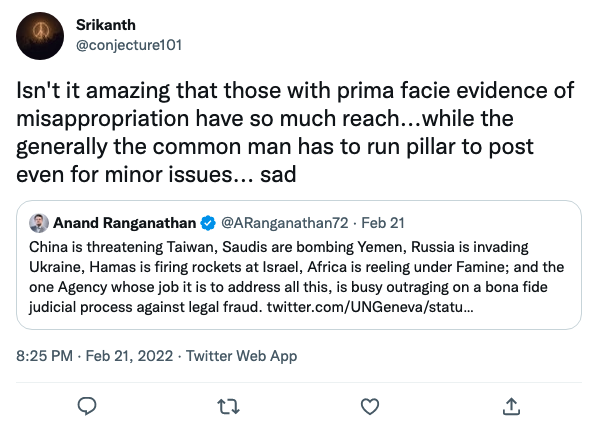 Srikanth
@conjecture101
Isn't it amazing that those with prima facie evidence of
misappropriation have so much reach...while the
generally the common man has to run pillar to post
even for minor issues... sad
Anand Ranganathan @ARanganathan72 · Feb 21
China is threatening Taiwan, Saudis are bombing Yemen, Russia is invading
Ukraine, Hamas is firing rockets at Israel, Africa is reeling under Famine; and the
one Agency whose job it is to address all this, is busy outraging on a bona fide
judicial process against legal fraud. twitter.com/UNGeneva/statu...
8:25 PM · Feb 21, 2022 · Twitter Web App